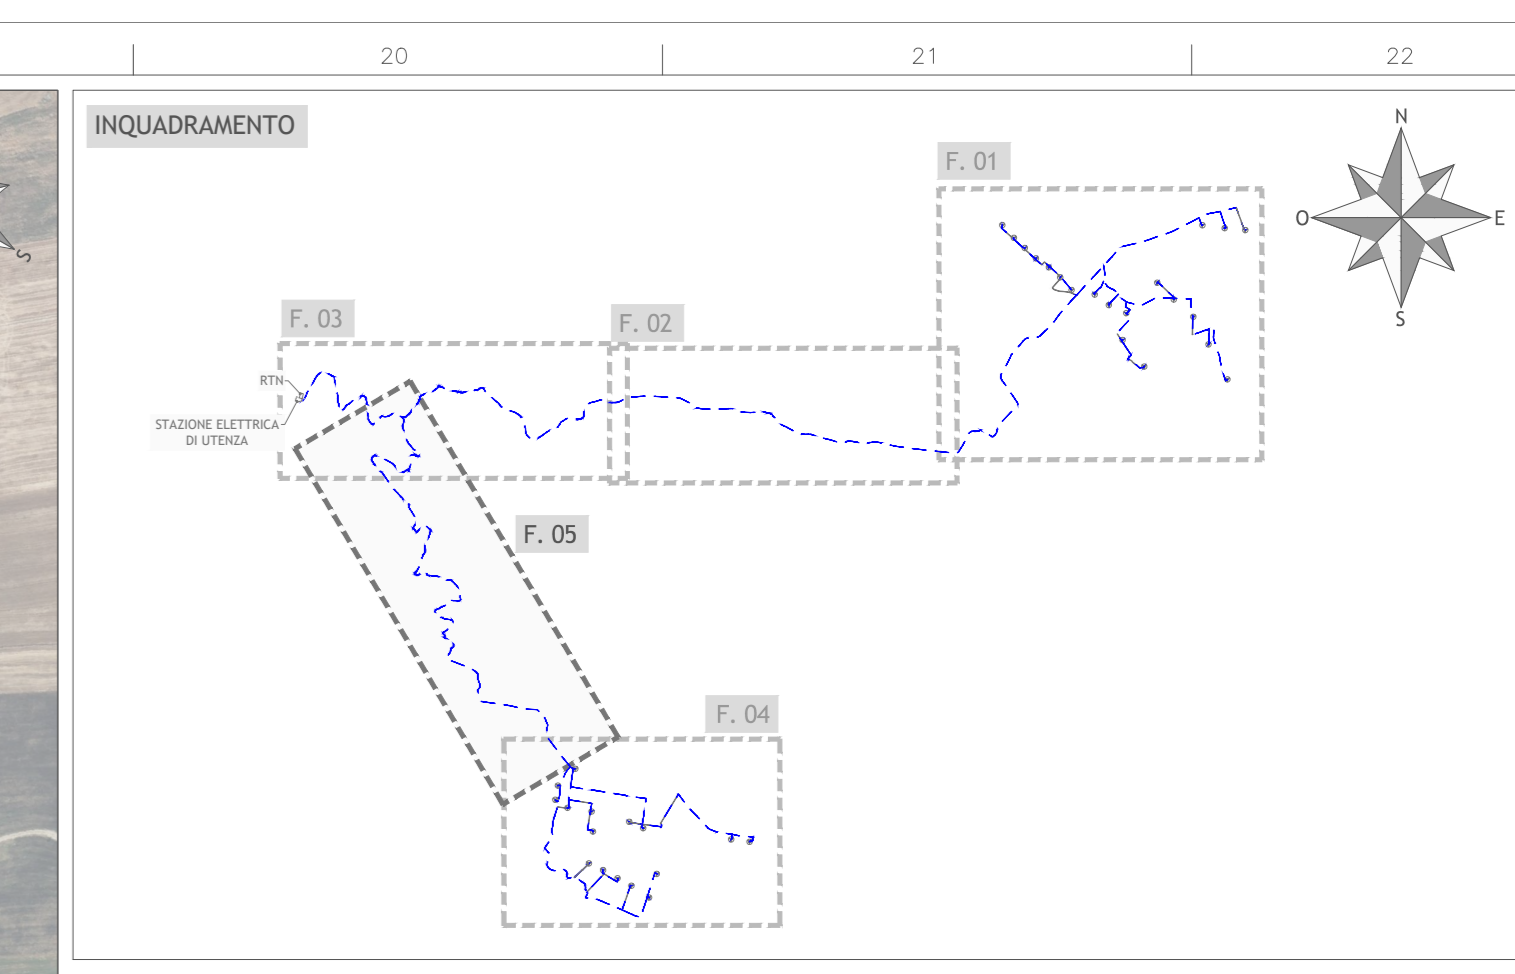 20
21
22
INQUADRAMENTO
N
F. 01
O
E
S
S
F. 03
F. 02
RTN
STAZIONE ELETTRICA
DI UTENZA
F. 05
F. 04